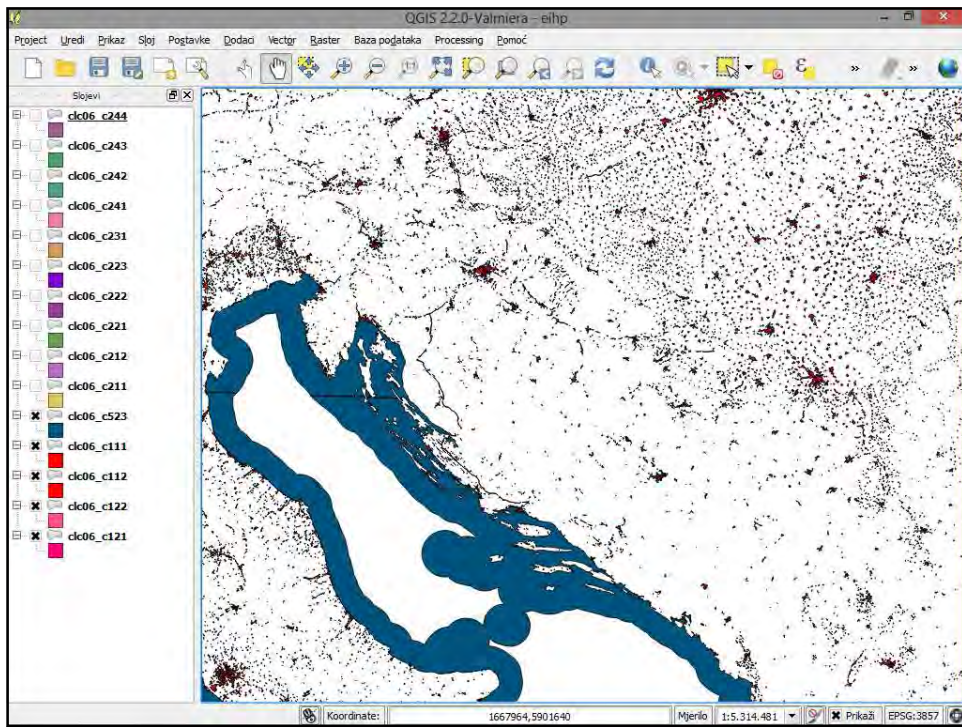 QGIS 2.2.0-Valmiera - eihp
Project Uredi Prikaz Sloj Postavke Dodaci Vector Raster Baza podataka Processing Pomoć
Slojevi
clc06_c244
clc06_c243
clc06_c242
clc06_c241
clc06_c231
clc06_c223
clc06_c222
clc06_c221
clc06_c212
clc06_c211
clc06_c523
clc06_c111
clc06_c112
clc06_c122
clc06_c121
Koordinate: 1667964,5901640 Mjerilo 1:5.314.481 Prikaži EPSG:3857